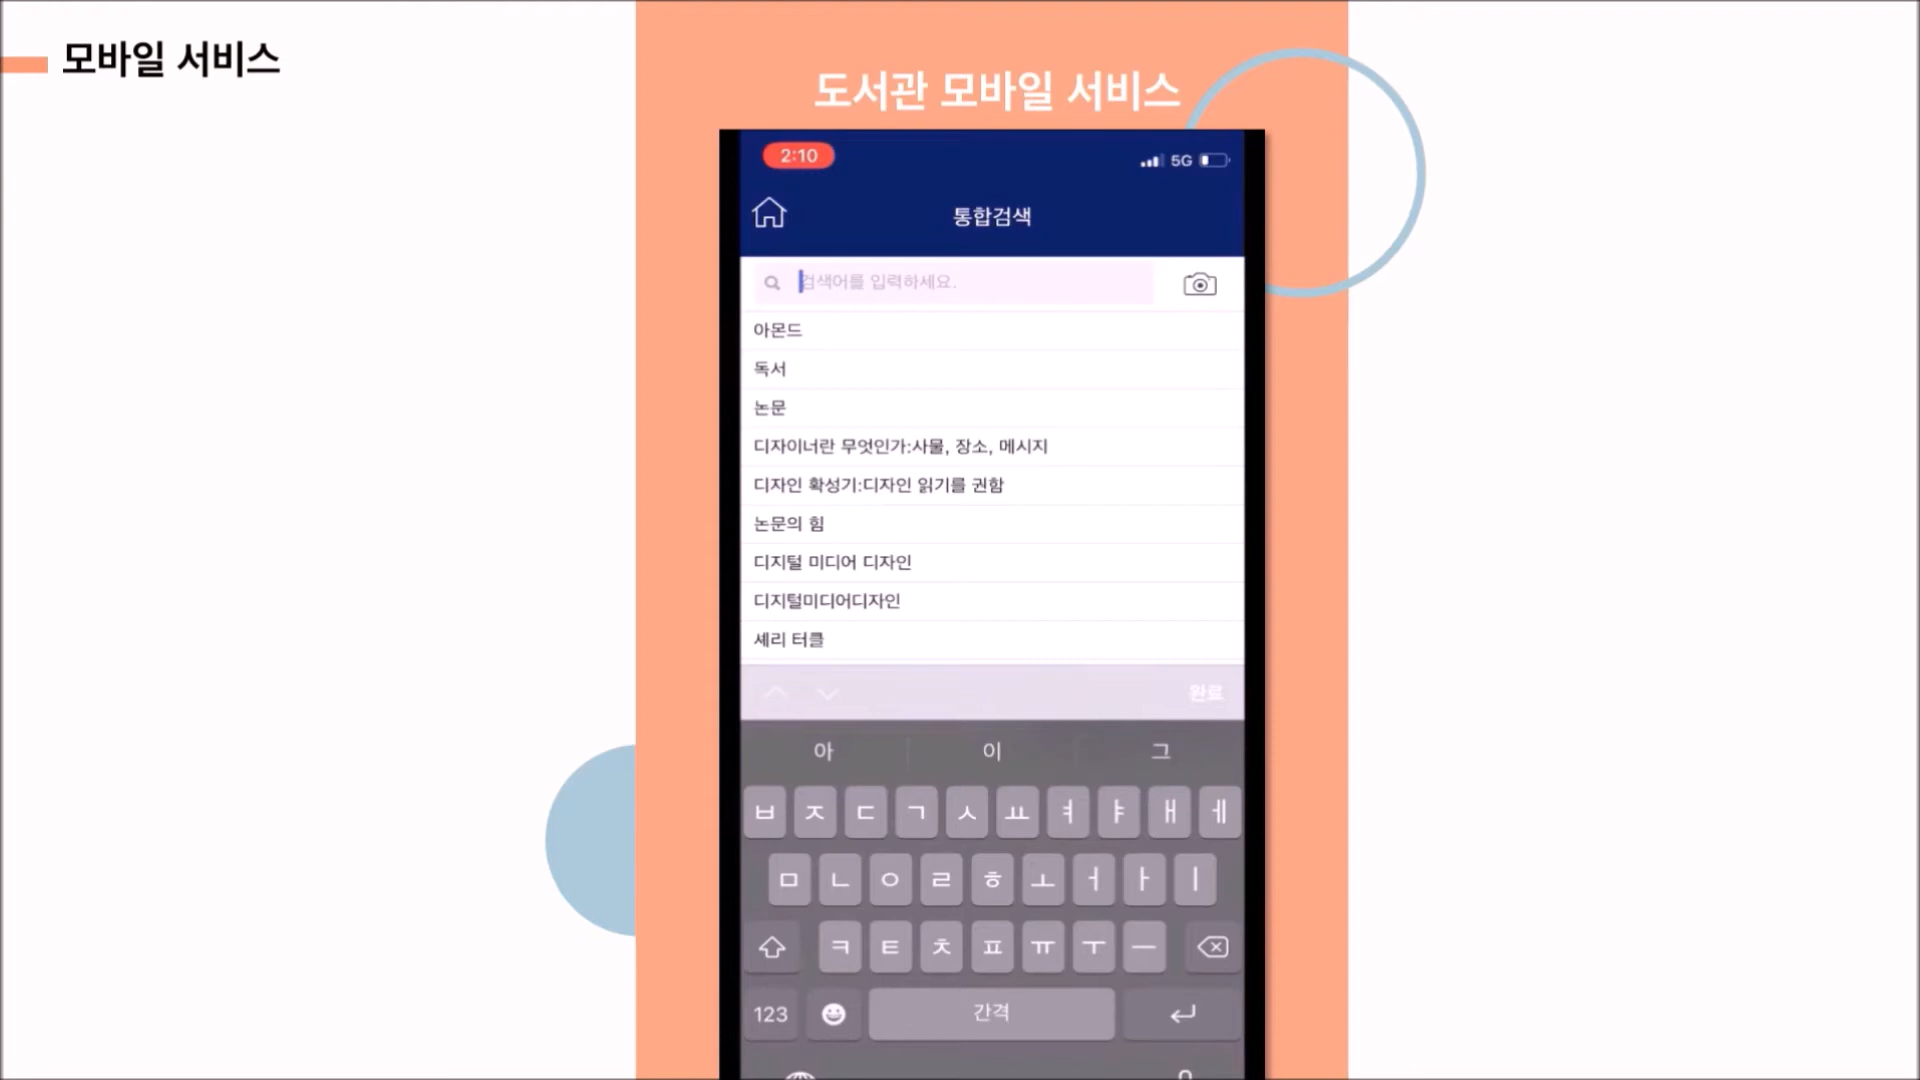 모바일 서비스
도서관 모바일 서비스
2:10
5G
통합검색
검색어를 입력하세요.
아몬드
독서
논문
디자이너란 무엇인가:사물, 장소, 메시지
디자인 확성기:디자인 읽기를 권함
논문의 힘
디지털 미디어 디자인
디지털미디어디자인
셰리 터클
완료
아 이 그
ㅂ ㅈ ㄷ ㄱ ㅅ ㅛ ㅕ ㅑ ㅐ ㅔ
ㅁ ㄴ ㅇ ㄹ ㅎ ㅗ ㅓ ㅏ ㅣ
ㅋ ㅌ ㅊ ㅍ ㅠ ㅜ ㅡ
123 간격